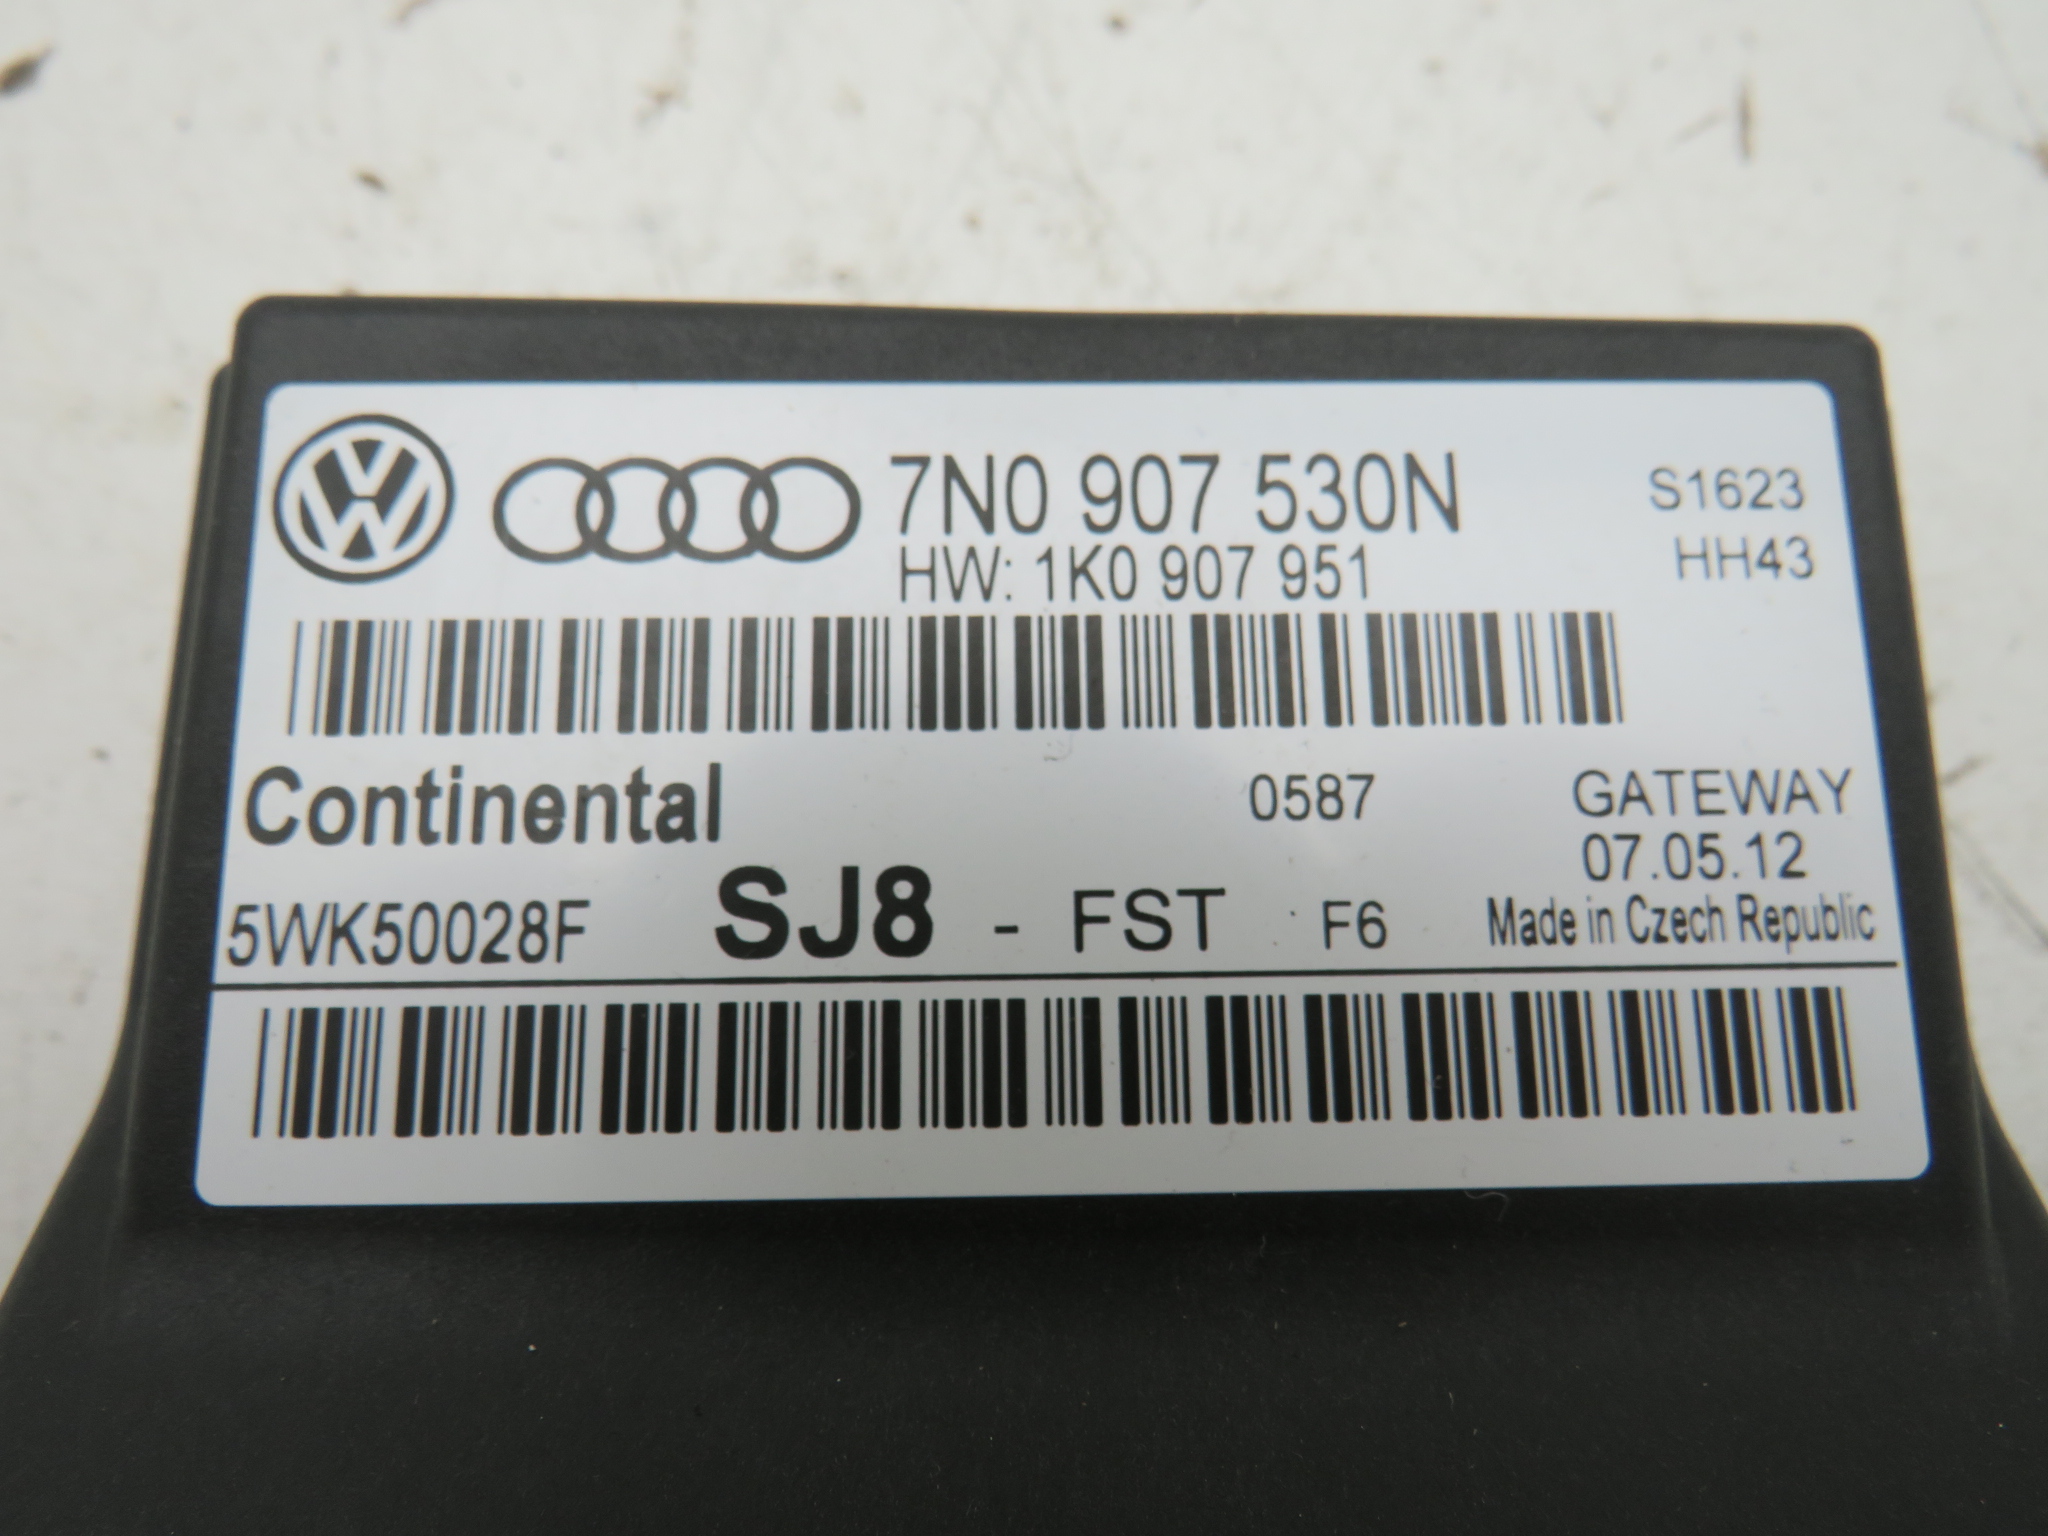 7N0 907 530N S1623
HW: 1K0 907 951 HH43
Continental 0587 GATEWAY
07.05.12
5WK50028F SJ8 - FST F6 Made in Czech Republic